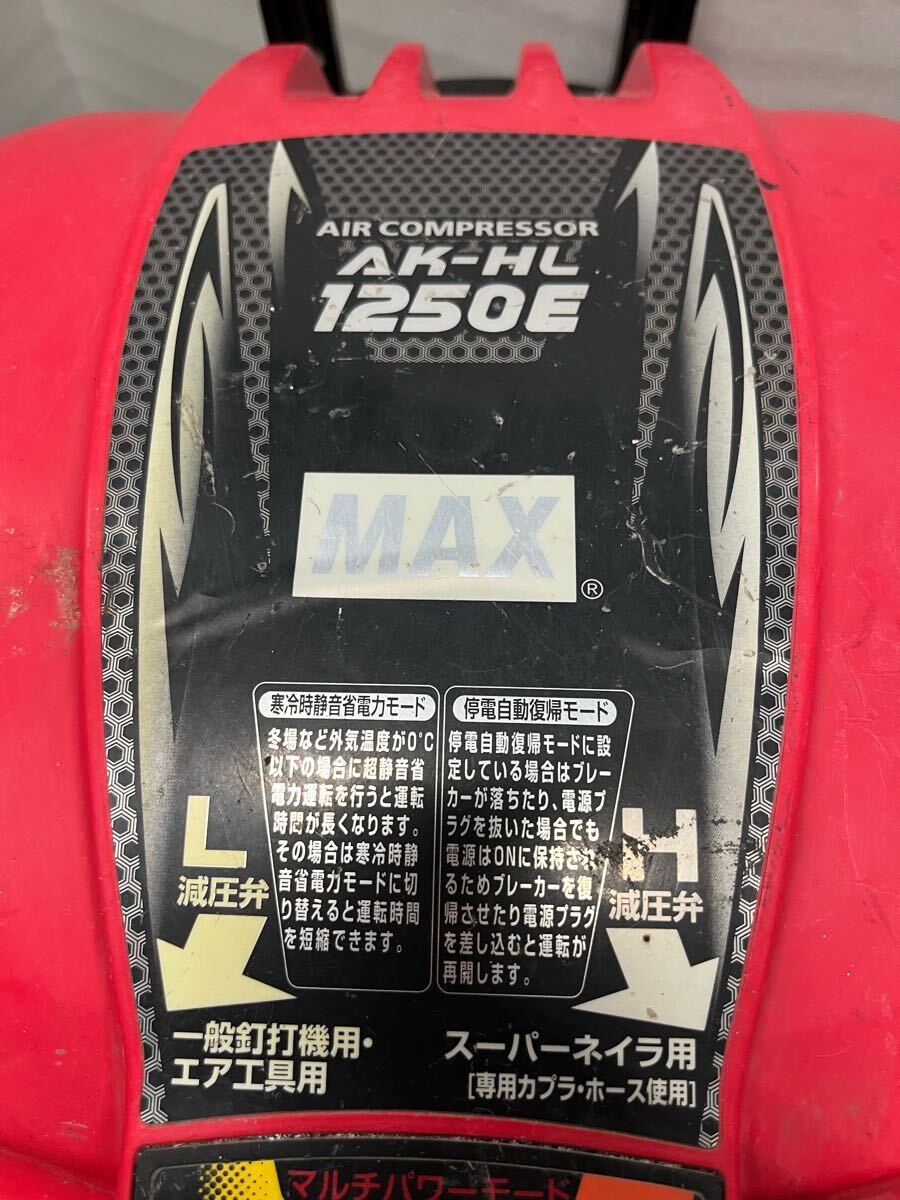 AIR COMPRESSOR
AK-HL
1250E
MAX
®
寒冷時静音省電力モード
冬場など外気温度が0℃
以下の場合に超静音省
電力運転を行うと運転
時間が長くなります。
その場合は寒冷時静
音省電力モードに切
り替えると運転時間
を短縮できます。
停電自動復帰モード
停電自動復帰モードに設
定している場合はブレー
カーが落ちたり、電源プ
ラグを抜いた場合でも
電源はONに保持され
るためブレーカーを復
帰させたり電源プラグ
を差し込むと運転が
再開します。
L
減圧弁
一般釘打機用・
エア工具用
H
減圧弁
スーパーネイラ用
[専用カプラ・ホース使用]
マルチパワーモード